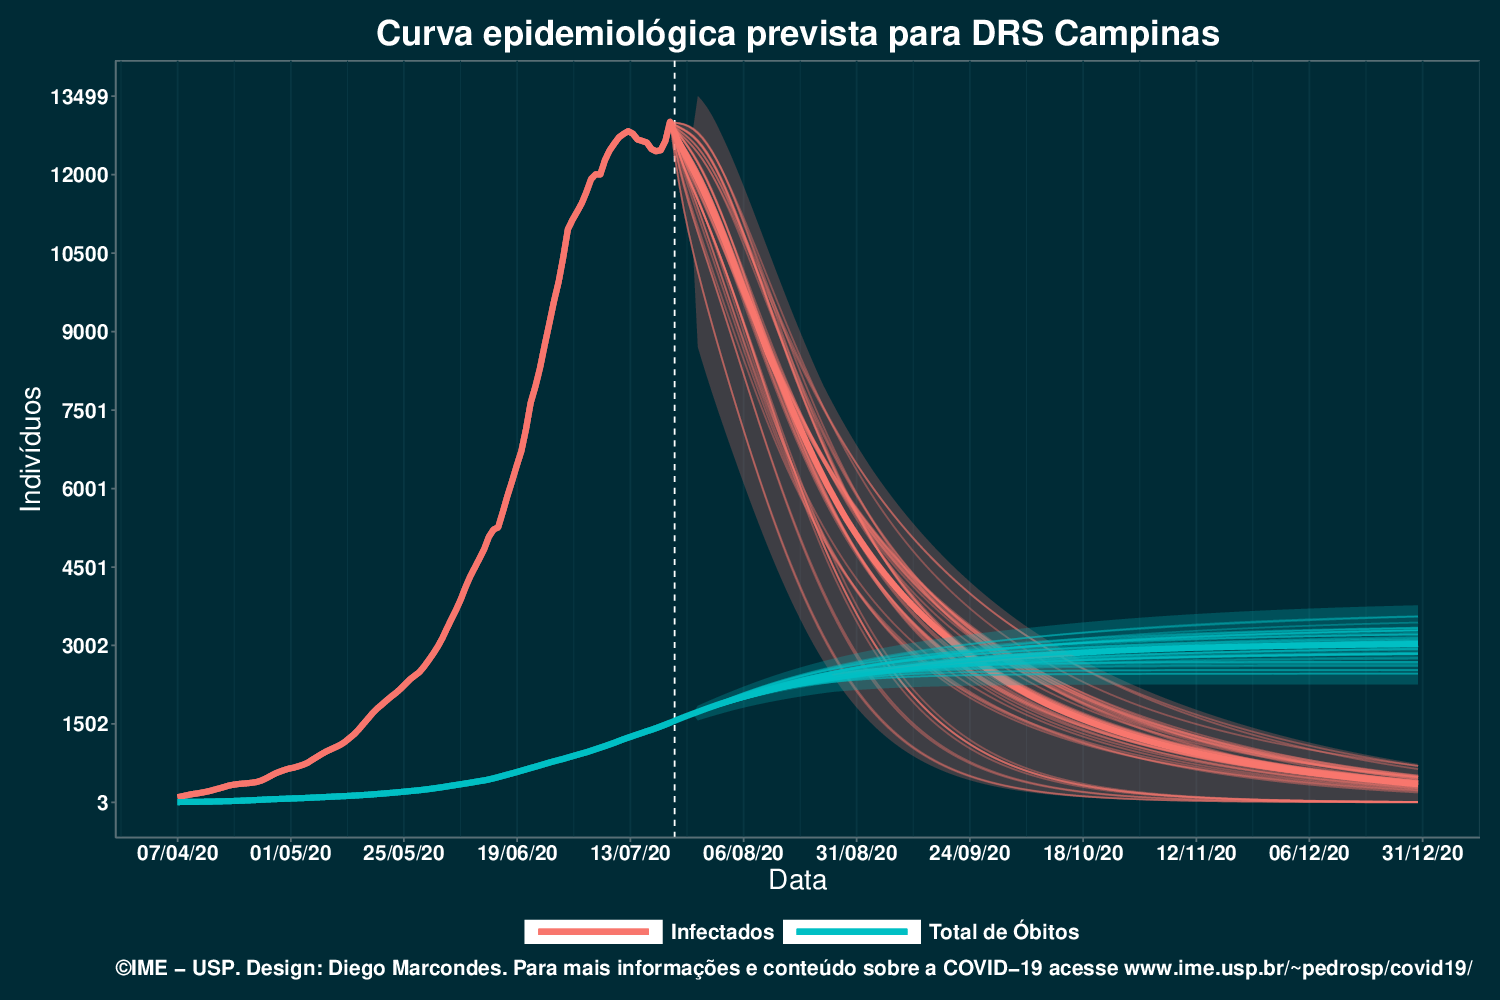 Curva epidemiológica prevista para DRS Campinas
Indivíduos
13499
12000
10500
9000
7501
6001
4501
3002
1502
3
07/04/20 01/05/20 25/05/20 19/06/20 13/07/20 06/08/20 31/08/20 24/09/20 18/10/20 12/11/20 06/12/20 31/12/20
Data
Infectados Total de Óbitos
©IME − USP. Design: Diego Marcondes. Para mais informações e conteúdo sobre a COVID−19 acesse www.ime.usp.br/~pedrosp/covid19/